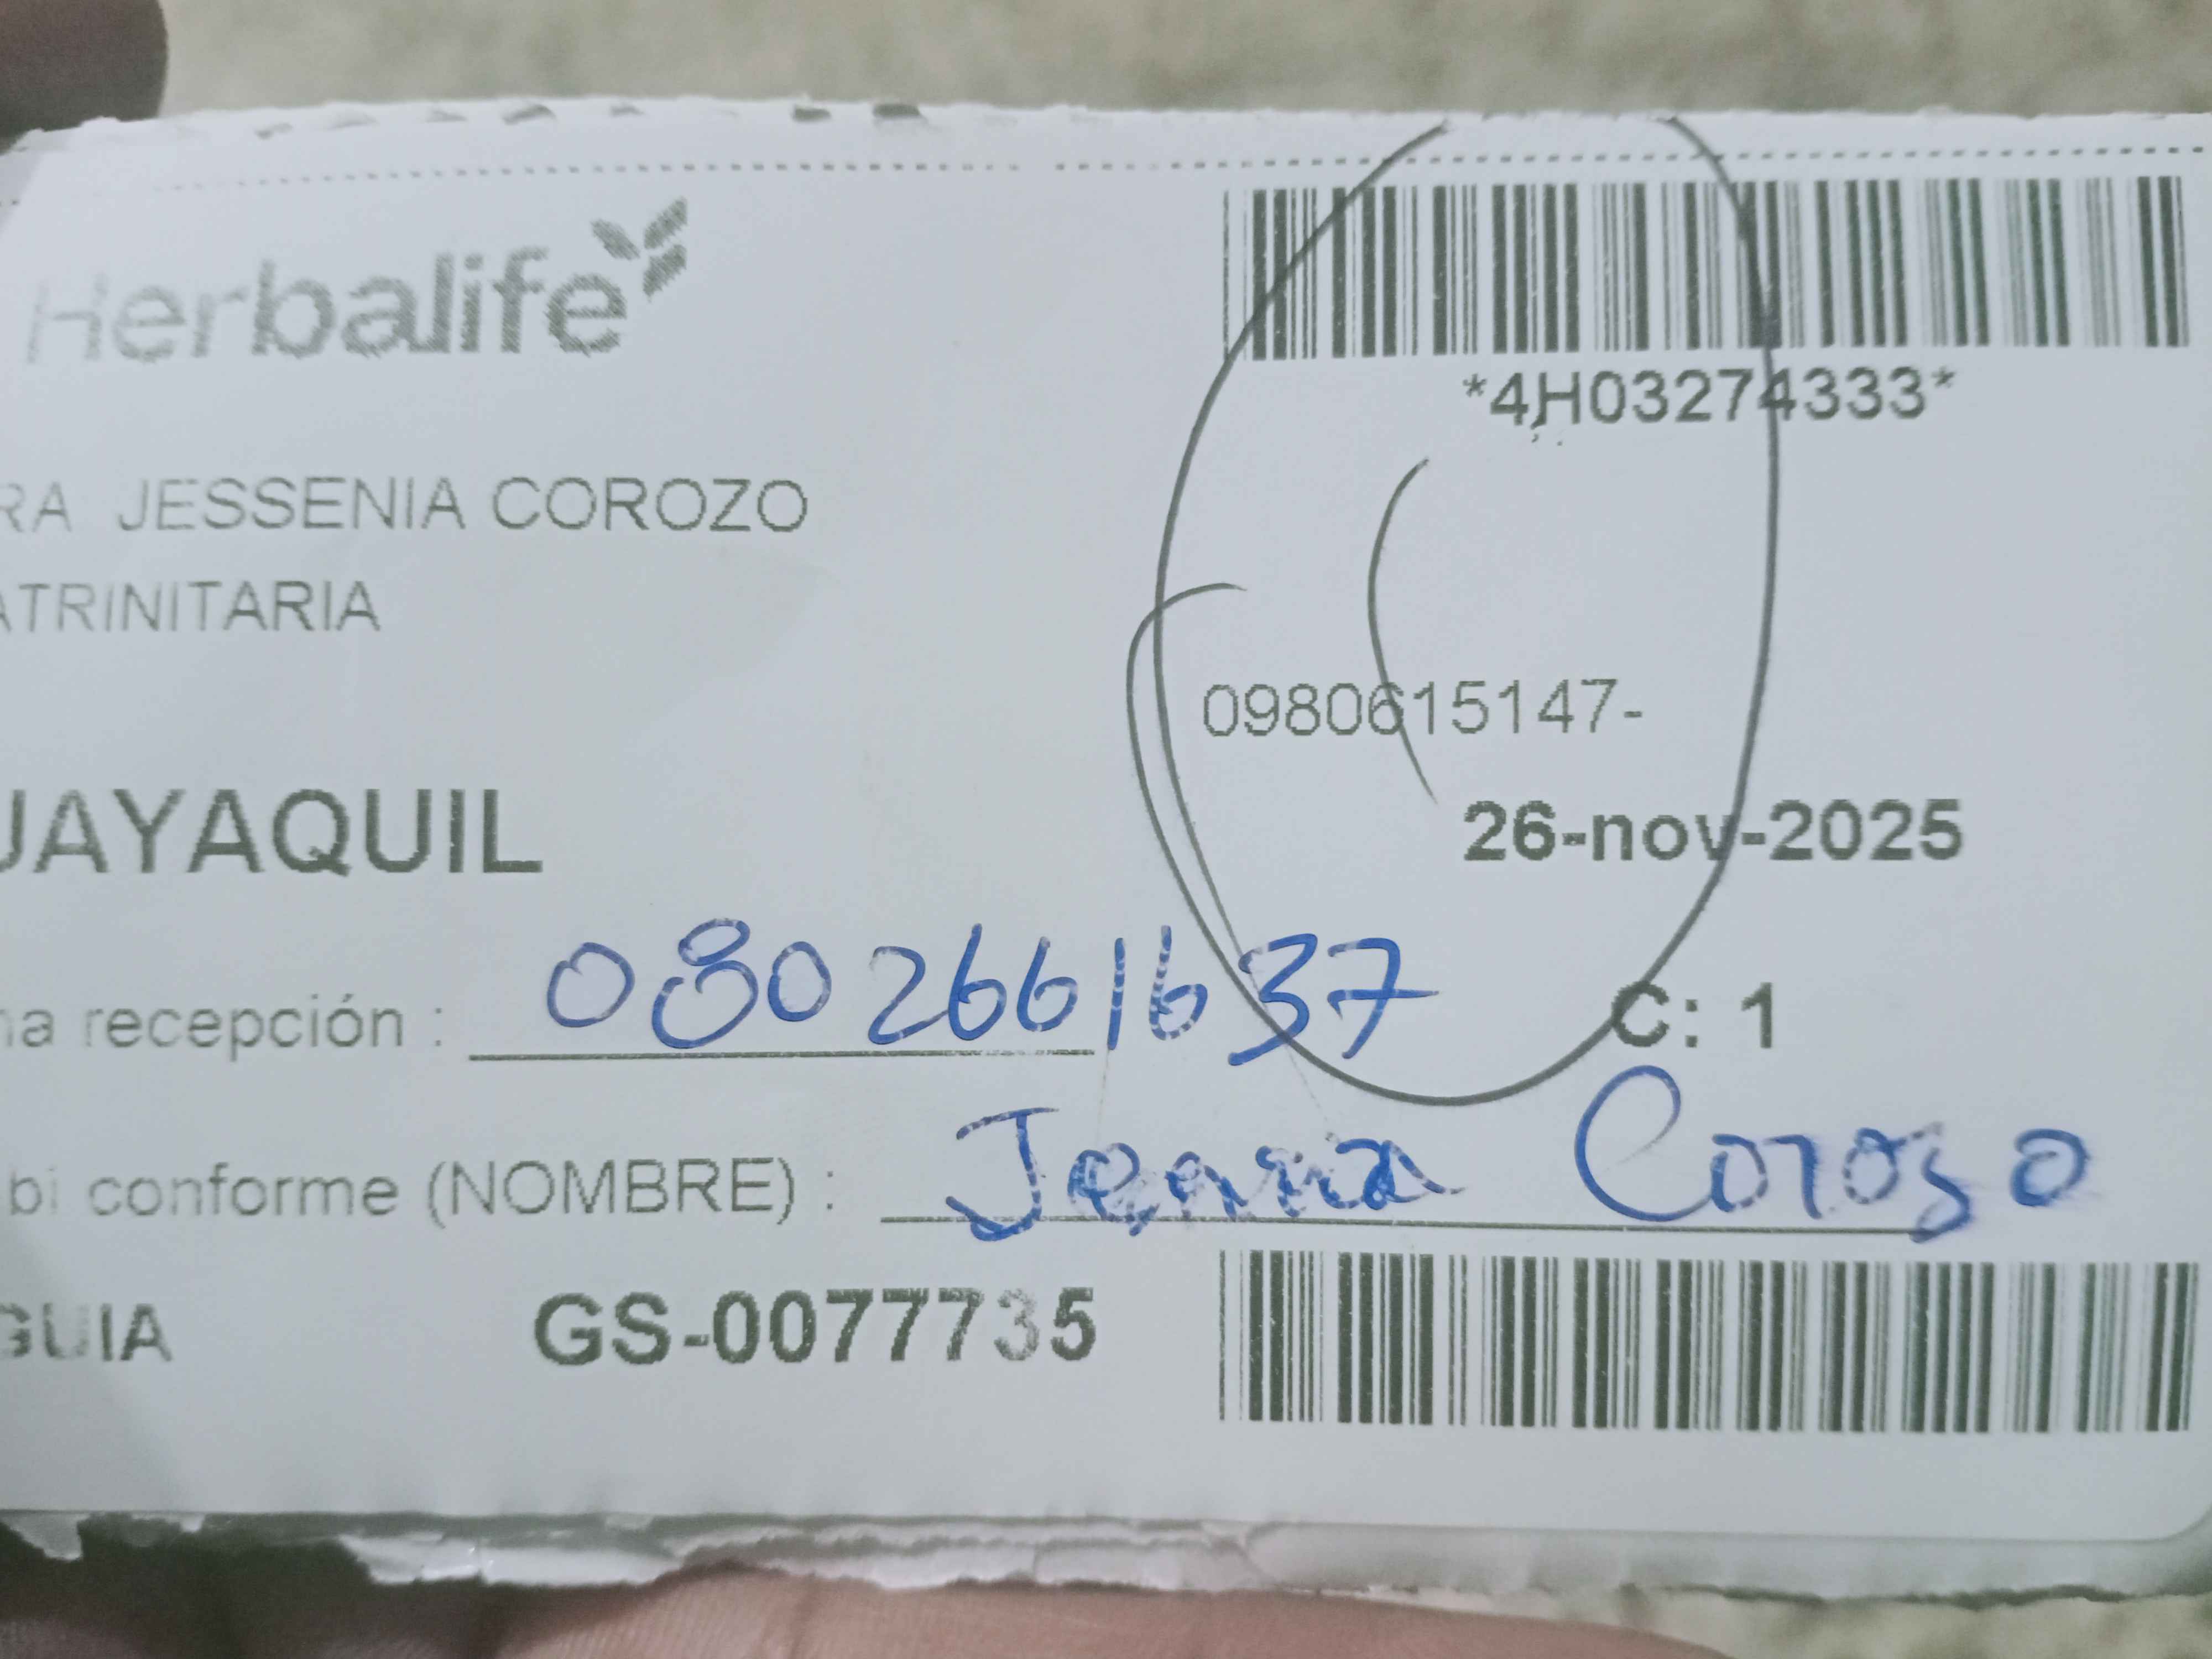 Herbalife
*4H03274333*
RA JESSENIA COROZO
ATRINITARIA
0980615147-
UAYAQUIL
26-nov-2025
na recepción : 0802661637
C: 1
bi conforme (NOMBRE) : Corozo
GUIA GS-0077735